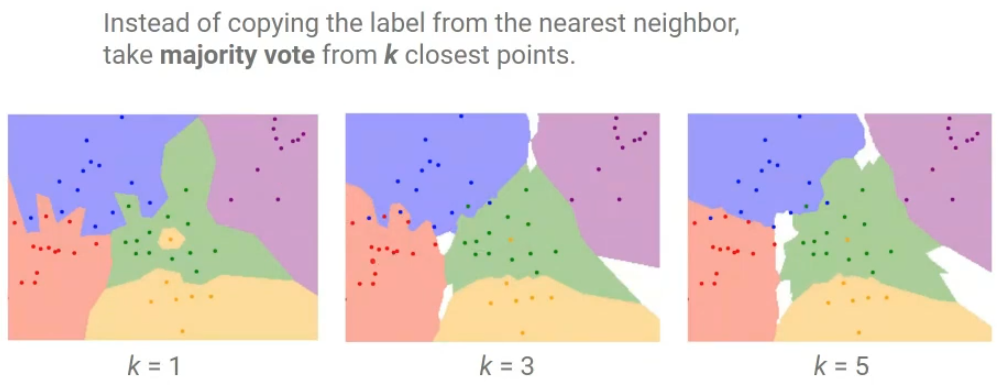 Instead of copying the label from the nearest neighbor,
take majority vote from k closest points.
k = 1
k = 3
k = 5